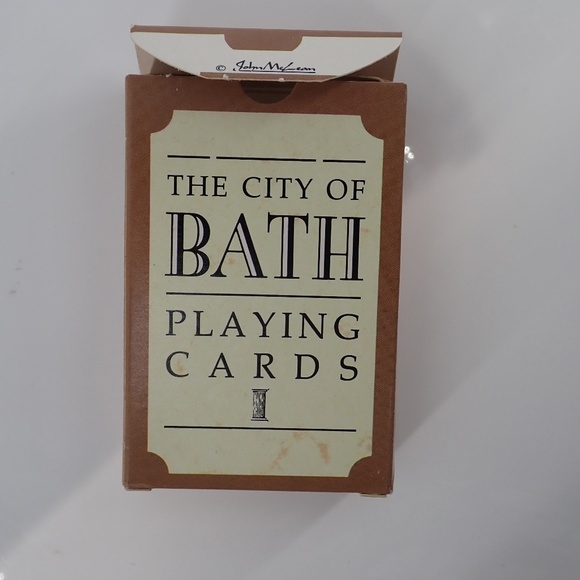 © John McLean
THE CITY OF
BATH
PLAYING
CARDS